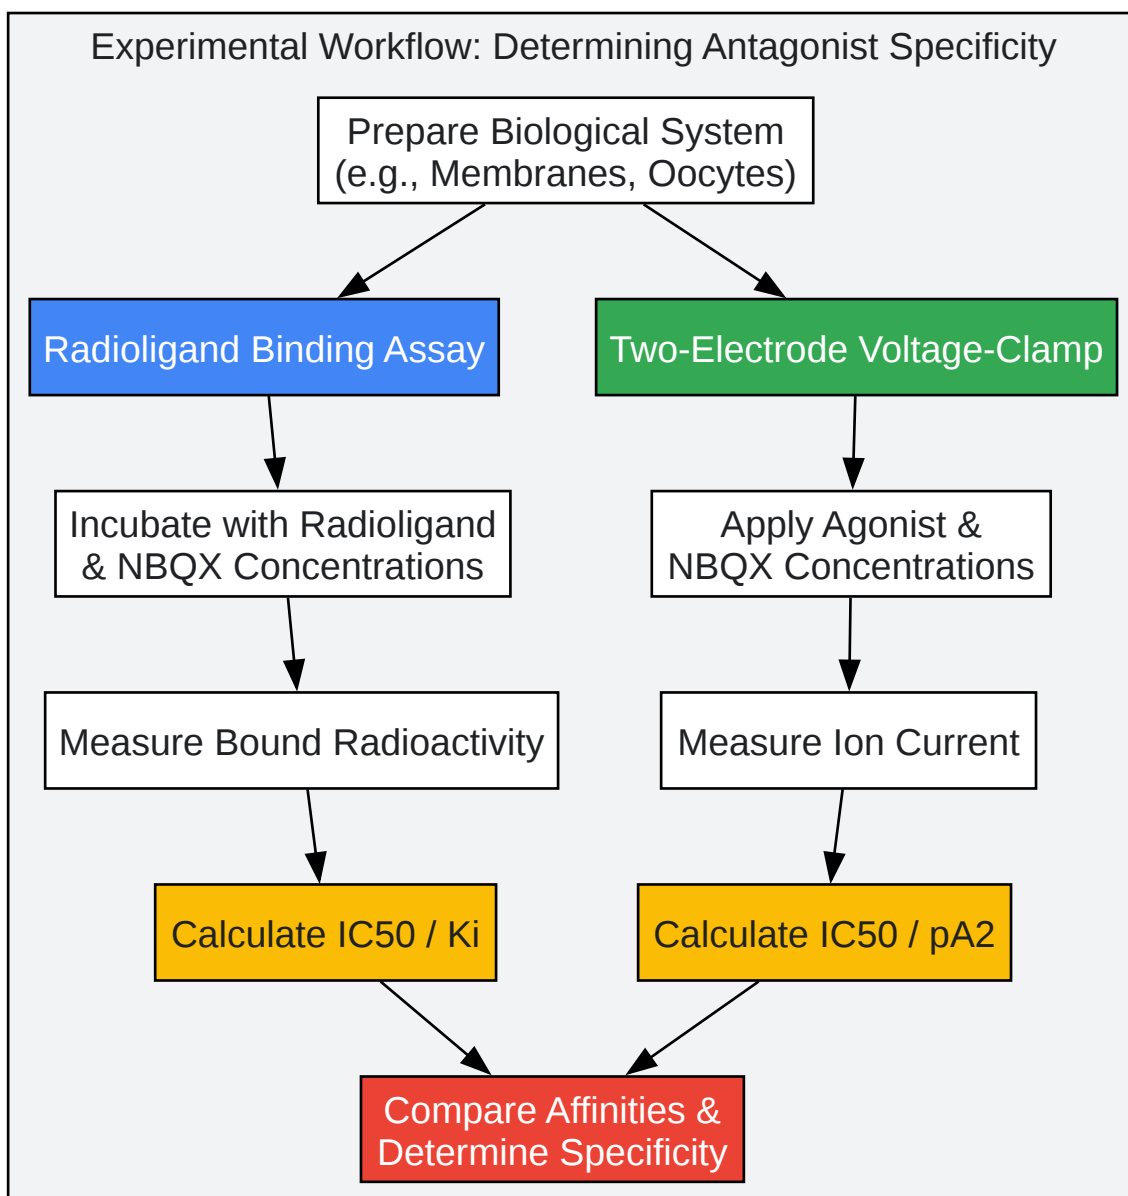 Experimental Workflow: Determining Antagonist Specificity
Prepare Biological System
(e.g., Membranes, Oocytes)
Radioligand Binding Assay
Two-Electrode Voltage-Clamp
Incubate with Radioligand
& NBQX Concentrations
Apply Agonist &
NBQX Concentrations
Measure Bound Radioactivity
Measure Ion Current
Calculate IC50 / Ki
Calculate IC50 / pA2
Compare Affinities &
Determine Specificity